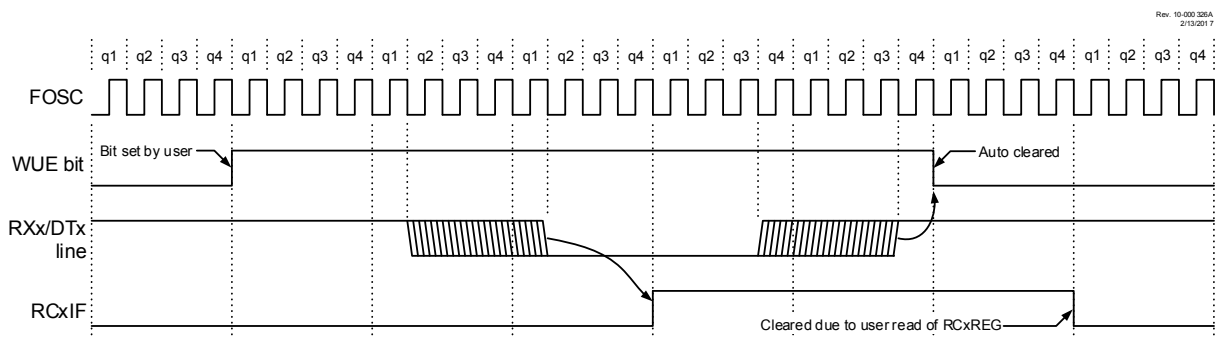 Rev. 10-000 326A
2/13/201 7
q1 q2 q3 q4 q1 q2 q3 q4 q1 q2 q3 q4 q1 q2 q3 q4 q1 q2 q3 q4 q1 q2 q3 q4 q1 q2 q3 q4 q1 q2 q3 q4
FOSC
WUE bit
Bit set by user
Auto cleared
RXx/DTx
line
RCxIF
Cleared due to user read of RCxREG